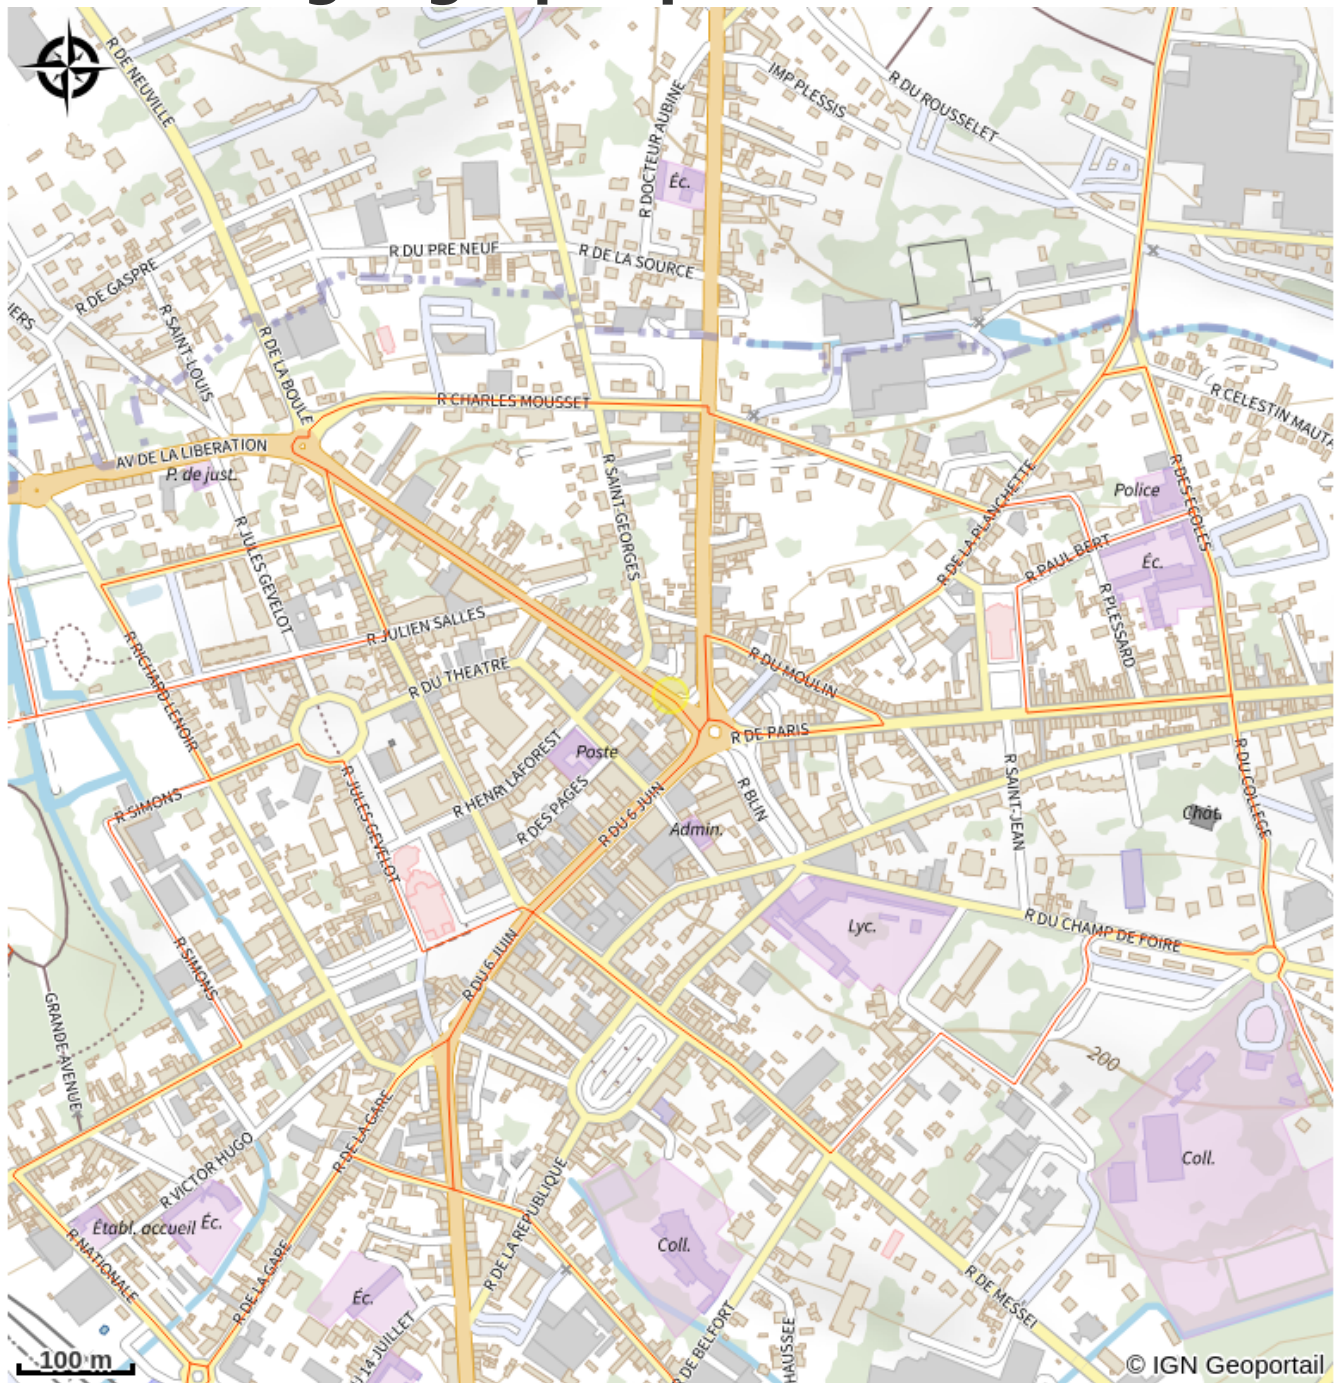 R DE NEUVILLE
IMP PLESSIS
R DU ROUSSELET
R DOCTEUR AUBINE
Éc.
R DU PRE NEUF
R DE LA SOURCE
R DE GASPRE
R SAINT-LOUIS
R DE LA BOULE
R CELESTIN MAUTA
R CHARLES MOUSSET
AV DE LA LIBERATION
P. de just.
R SAINT-GEORGES
R DE LA PLANCHETTE
Police
R DES ECOLES
R JULES GEVELOT
R PAUL BERT
Éc.
R PLESSARD
R JULIEN SALLES
R RICHARD LENOIR
R DU THEATRE
R DU MOULIN
R DE PARIS
Poste
R HENRI LAFOREST
R DES PAGES
R DU 6 JUIN
R BLIN
R SAINT-JEAN
R DU COLLEGE
Chât.
Admin.
R SIMONS
R JULES GEVELOT
Lyc.
R DU CHAMP DE FOIRE
R SIMONS
R DU 6 JUIN
GRANDE-AVENUE
200
R DE LA GARE
R VICTOR HUGO
Coll.
R DE LA REPUBLIQUE
Établ. accueil
Éc.
R NATIONALE
Coll.
R DE LA GARE
Éc.
R DE MESSEI
14 JUILLET
R DE BELFORT
HAUSSEE
100 m
© IGN Geoportail